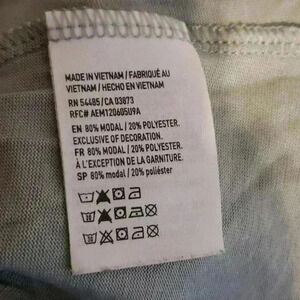 MADE IN VIETNAM / FABRIQUÉ AU
VIETNAM / HECHO EN VIETNAM
RN 54485 / CA 03873
RFC# AEM120605U9A
EN 80% MODAL / 20% POLYESTER.
EXCLUSIVE OF DECORATION.
FR 80% MODAL / 20% POLYESTER.
À L'EXCEPTION DE LA GARNITURE.
SP 80% modal / 20% poliéster